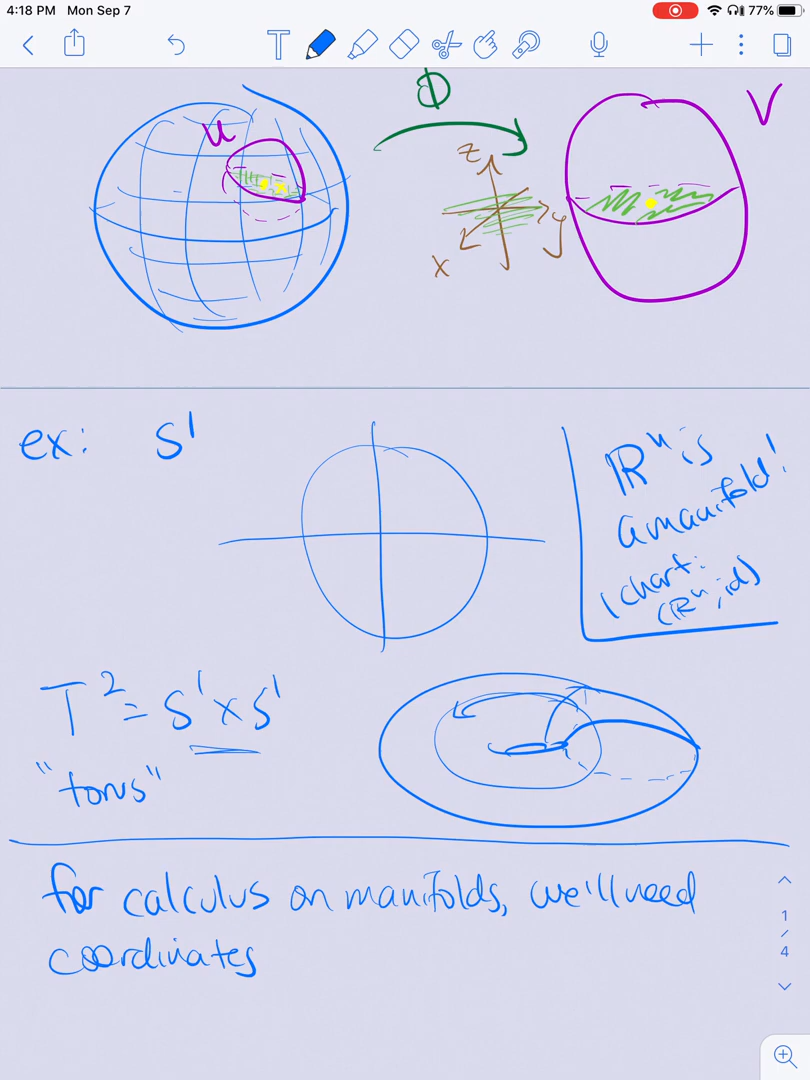 4:18 PM Mon Sep 7
77%
T
U
Φ
V
z
y
x
ex: S¹
ℝⁿ is
a manifold!
1 chart:
(ℝⁿ, id)
T² = S¹ × S¹
"torus"
for calculus on manifolds, we'll need
coordinates
1
/
4